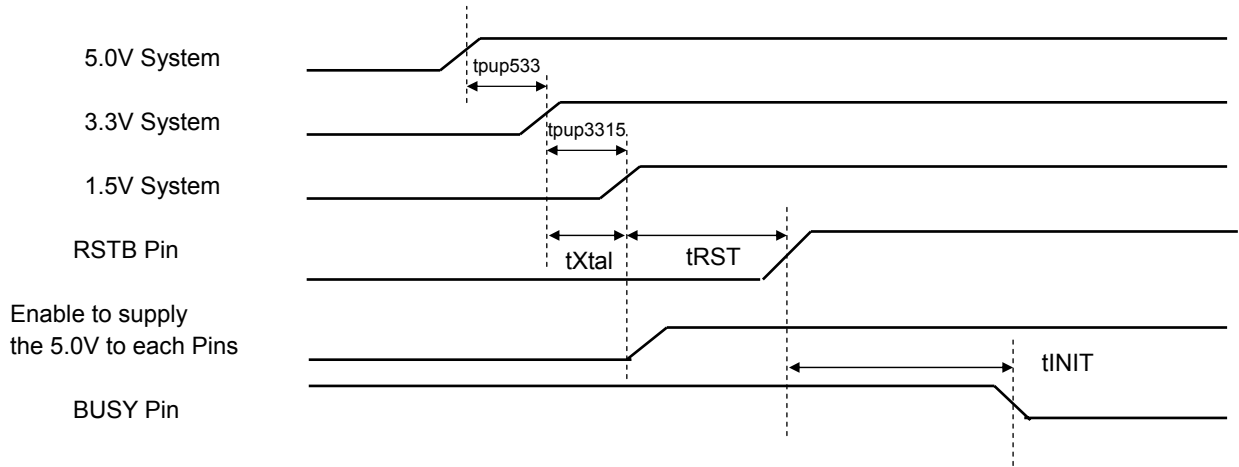 5.0V System
tpup533
3.3V System
tpup3315
1.5V System
RSTB Pin
tXtal
tRST
Enable to supply
the 5.0V to each Pins
tINIT
BUSY Pin